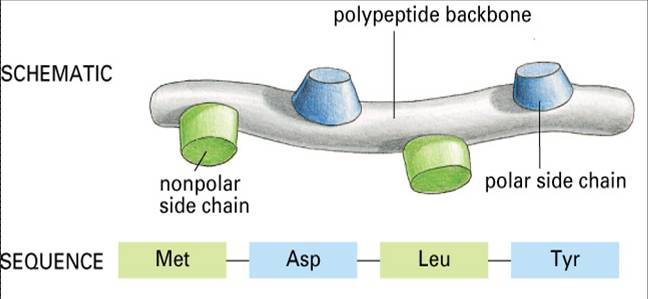 polypeptide backbone
SCHEMATIC
nonpolar
side chain
polar side chain
SEQUENCE Met Asp Leu Tyr